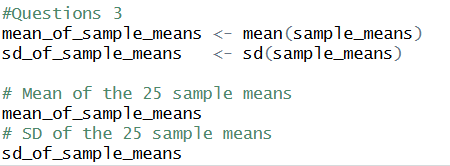 #Questions 3
mean_of_sample_means <- mean(sample_means)
sd_of_sample_means   <- sd(sample_means)

# Mean of the 25 sample means
mean_of_sample_means
# SD of the 25 sample means
sd_of_sample_means